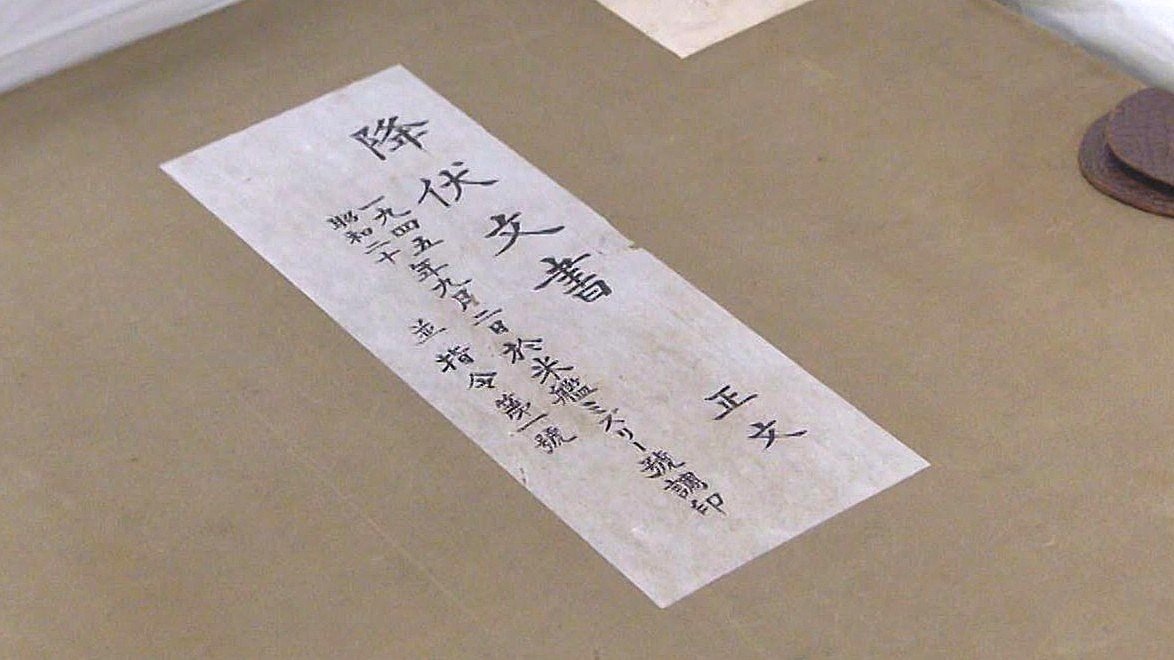 降伏文書 正文
一九四五年九月二日於米艦ミズリー號調印
昭和二十
並指令第一號